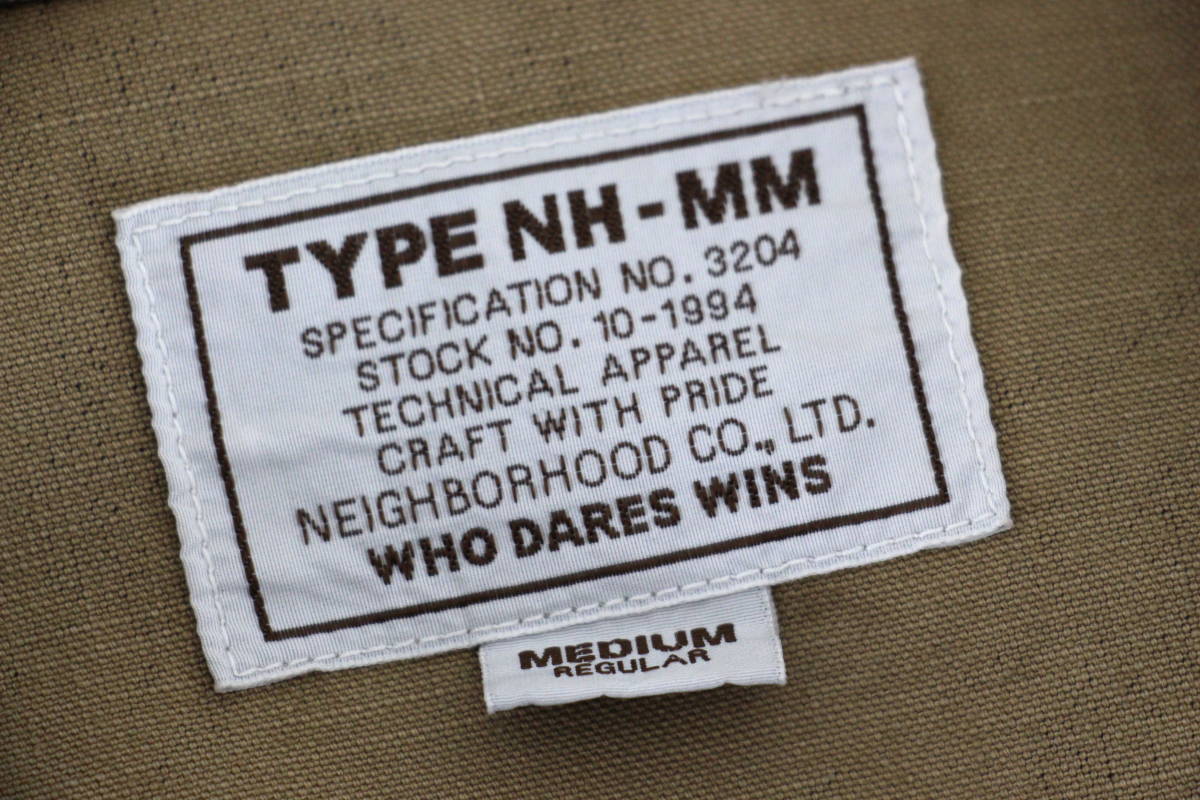 TYPE NH-MM
SPECIFICATION NO. 3204
STOCK NO. 10-1994
TECHNICAL APPAREL
CRAFT WITH PRIDE
NEIGHBORHOOD CO., LTD.
WHO DARES WINS
MEDIUM
REGULAR